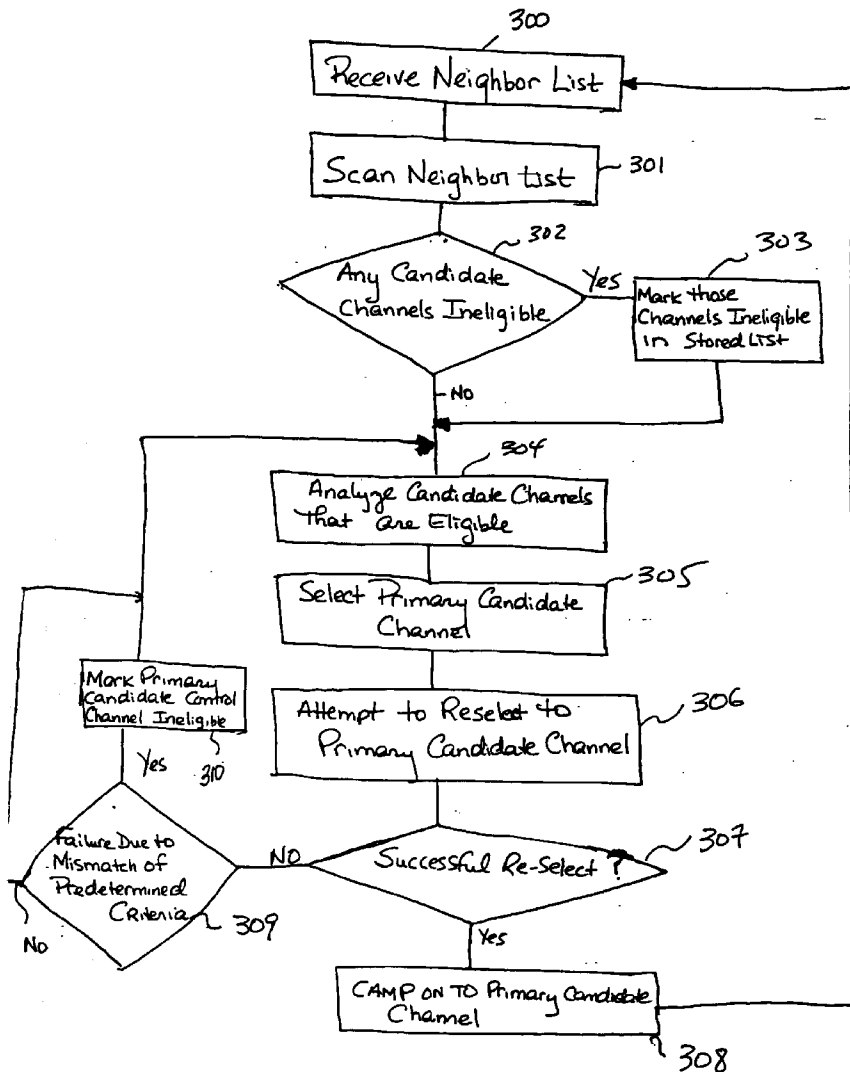 300
Receive Neighbor List
301
Scan Neighbor List
302
Any Candidate
Channels Ineligible
Yes
303
Mark those
Channels Ineligible
in Stored List
No
304
Analyze Candidate Channels
That are Eligible
305
Select Primary Candidate
Channel
306
Attempt to Reselect to
Primary Candidate Channel
307
Successful Re-Select ?
NO
Yes
Mark Primary
Candidate Control
Channel Ineligible
310
Yes
Failure Due to
Mismatch of
Predetermined
Criteria
309
No
CAMP ON TO Primary Candidate
Channel
308